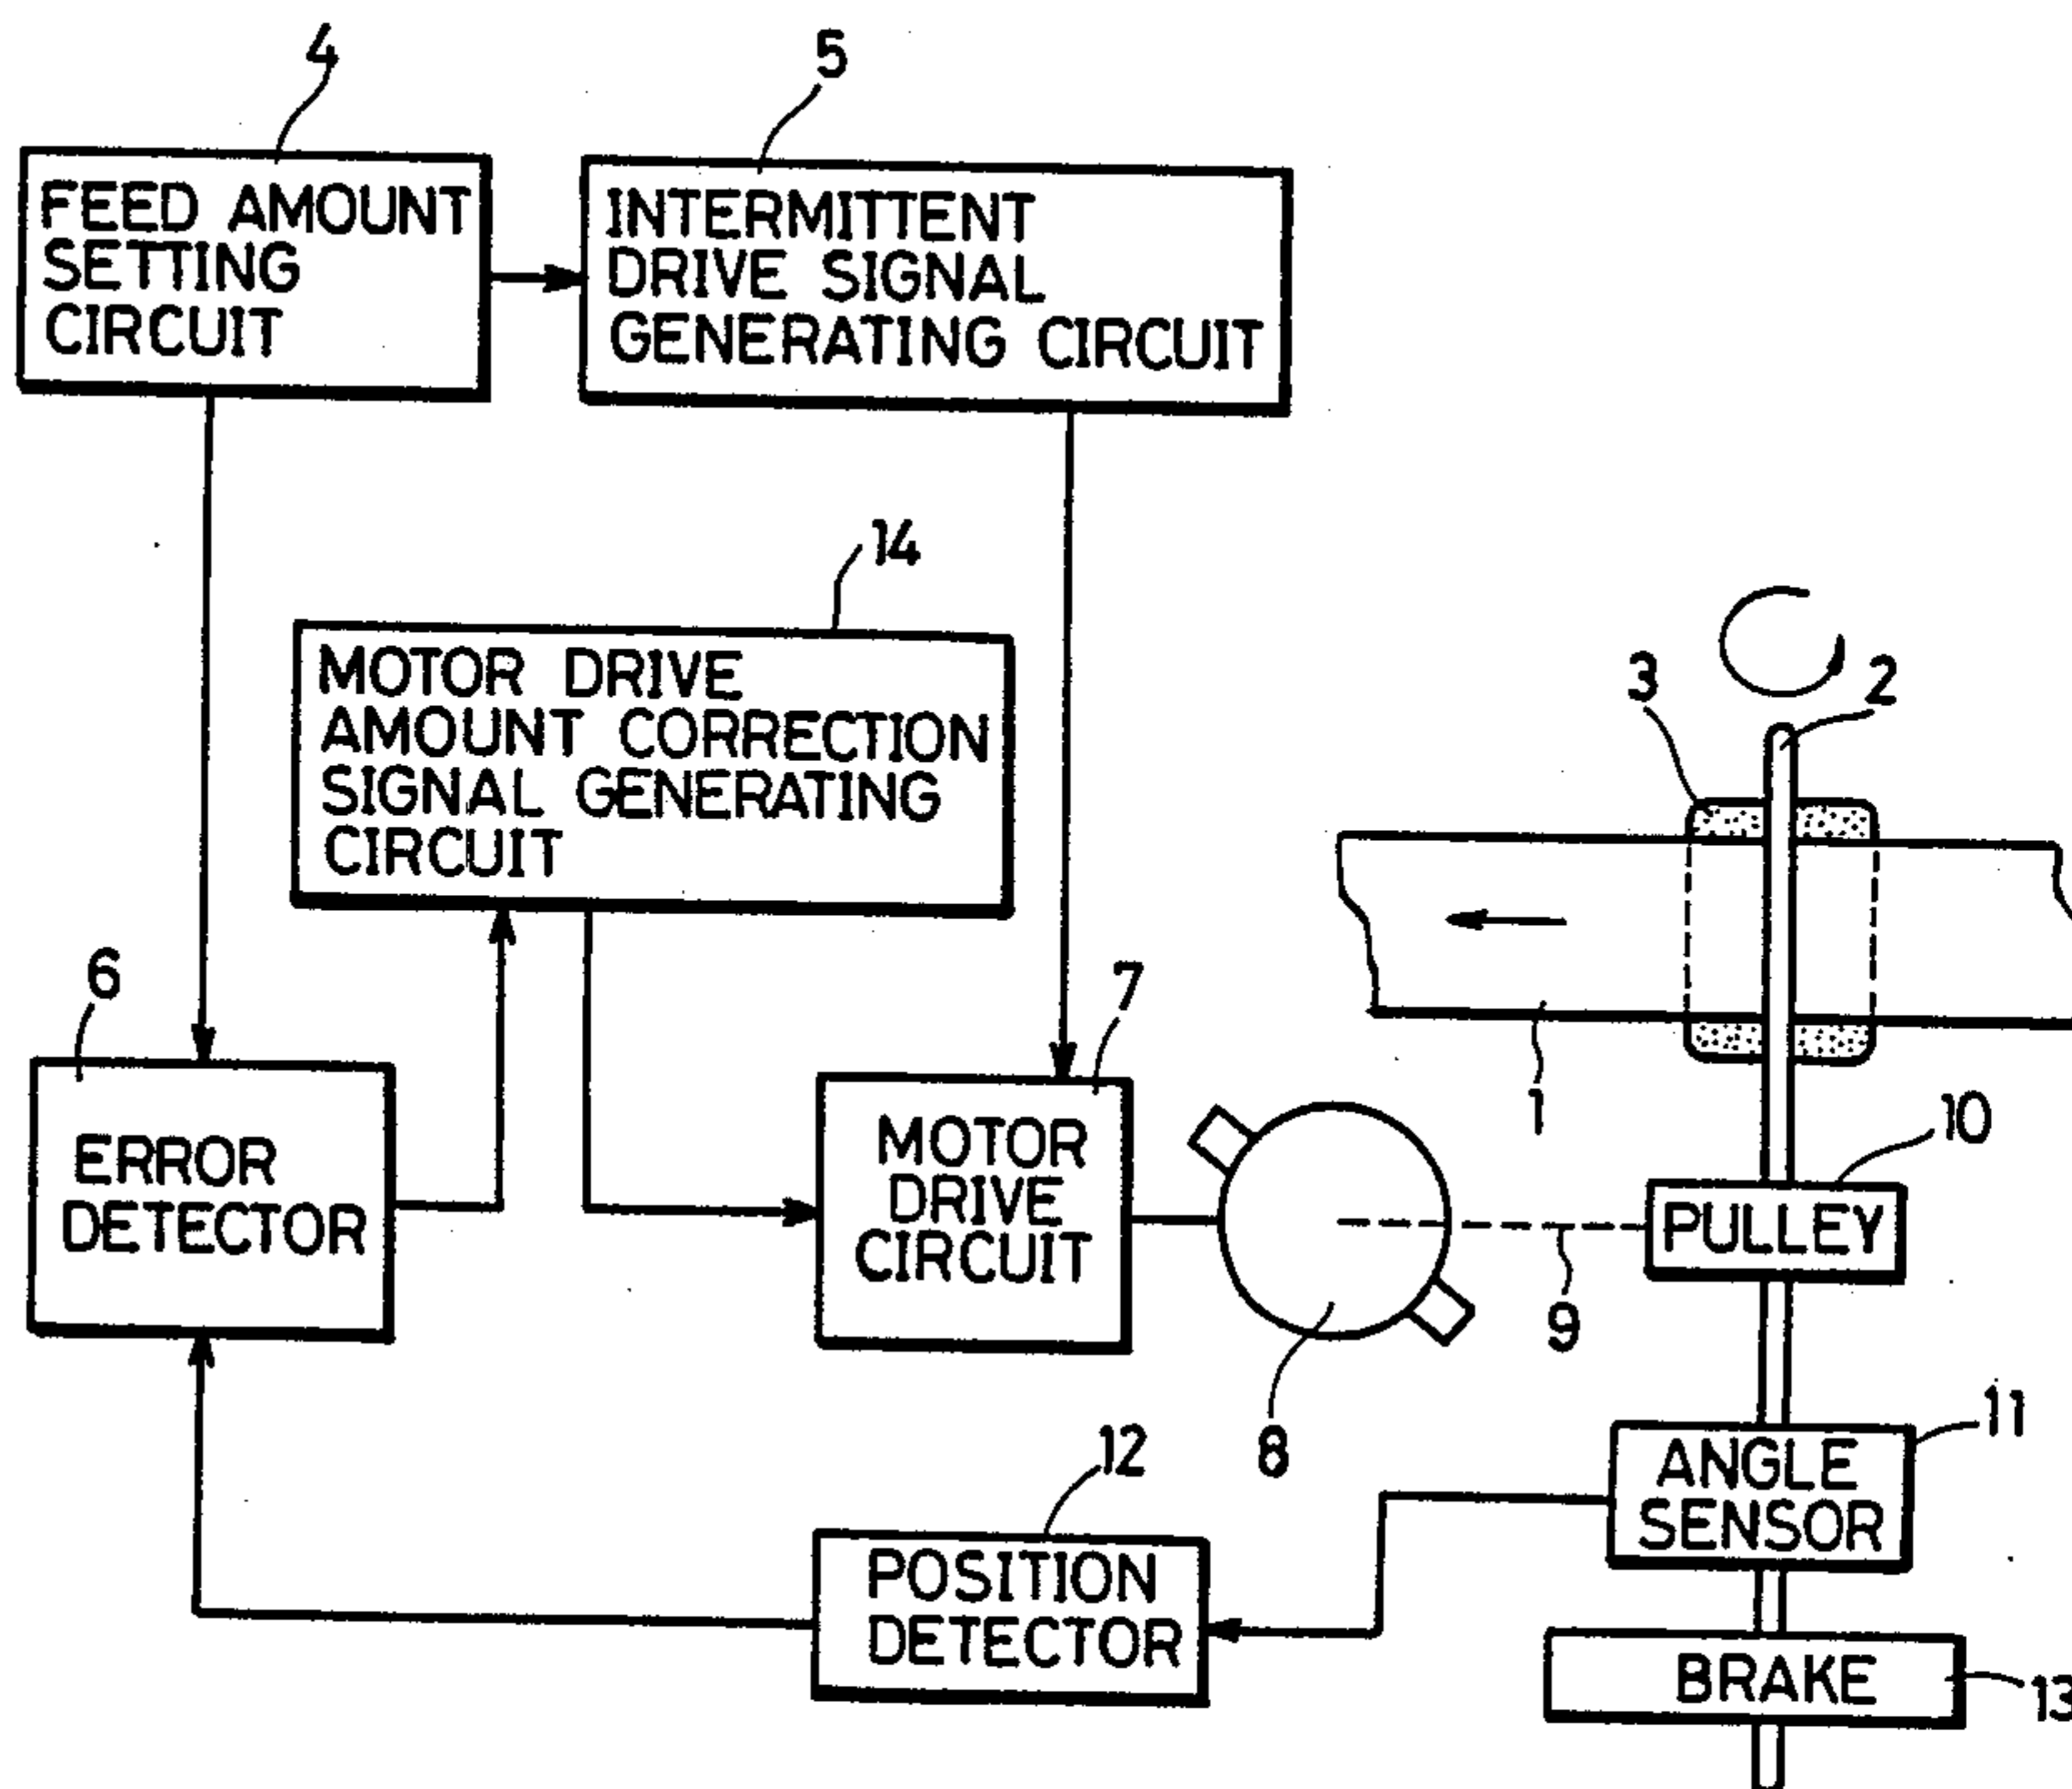 4
5
FEED AMOUNT
SETTING
CIRCUIT
INTERMITTENT
DRIVE SIGNAL
GENERATING CIRCUIT
14
MOTOR DRIVE
AMOUNT CORRECTION
SIGNAL GENERATING
CIRCUIT
3
2
6
7
1
10
ERROR
DETECTOR
MOTOR
DRIVE
CIRCUIT
PULLEY
9
8
11
12
ANGLE
SENSOR
POSITION
DETECTOR
BRAKE
13